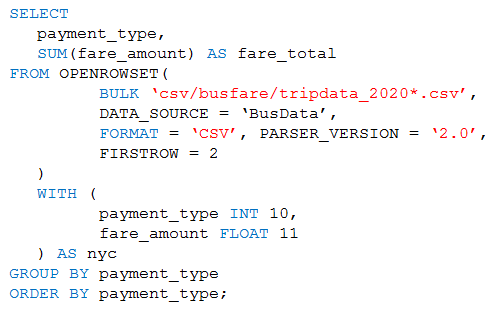 SELECT
payment_type,
SUM(fare_amount) AS fare_total
FROM OPENROWSET(
BULK ‘csv/busfare/tripdata_2020*.csv’,
DATA_SOURCE = ‘BusData’,
FORMAT = ‘CSV’, PARSER_VERSION = ‘2.0’,
FIRSTROW = 2
)
WITH (
payment_type INT 10,
fare_amount FLOAT 11
) AS nyc
GROUP BY payment_type
ORDER BY payment_type;